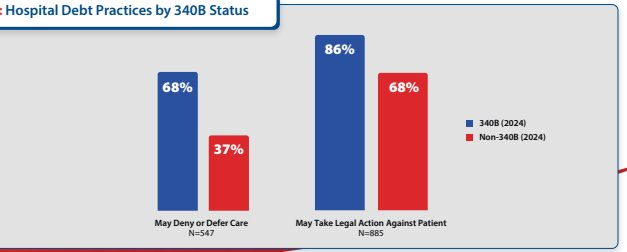 : Hospital Debt Practices by 340B Status
86%
68%
68%
37%
340B (2024)
Non-340B (2024)
May Deny or Defer Care
N=547
May Take Legal Action Against Patient
N=885